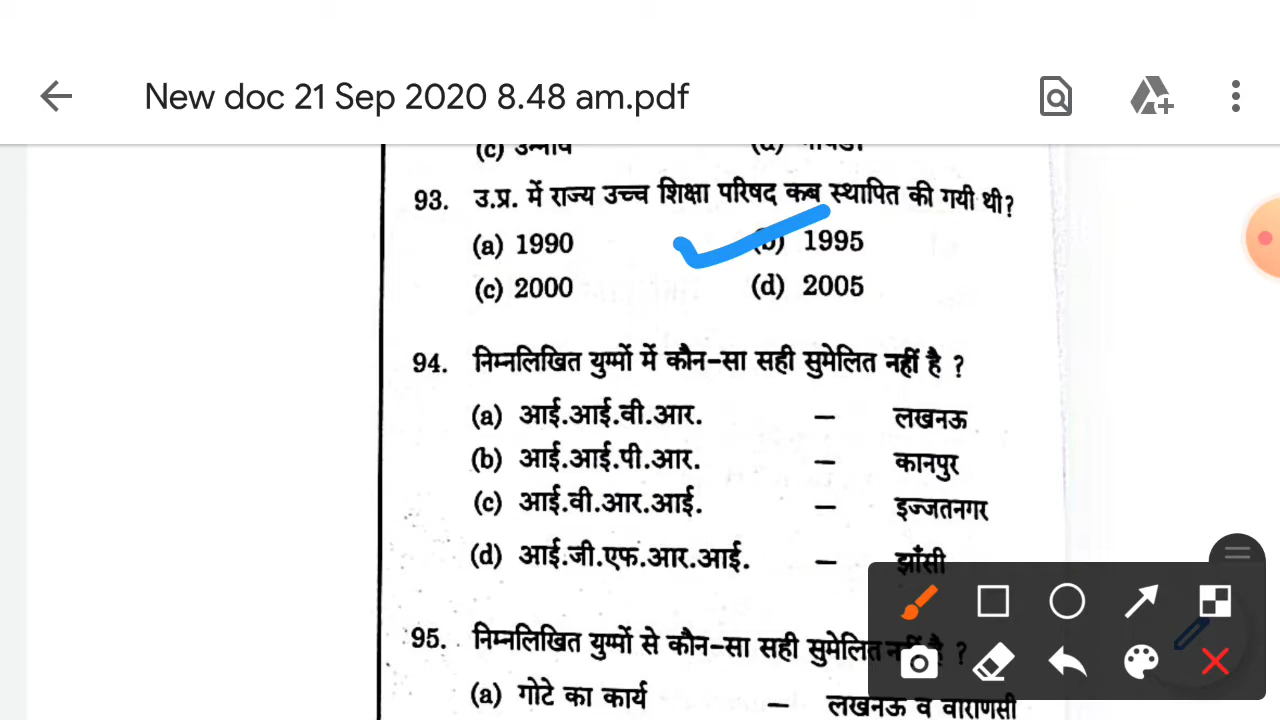 New doc 21 Sep 2020 8.48 am.pdf
(c) उन्नाव
93. उ.प्र. में राज्य उच्च शिक्षा परिषद कब स्थापित की गयी थी?
(a) 1990 (b) 1995
(c) 2000 (d) 2005
94. निम्नलिखित युग्मों में कौन-सा सही सुमेलित नहीं है ?
(a) आई.आई.वी.आर. – लखनऊ
(b) आई.आई.पी.आर. – कानपुर
(c) आई.वी.आर.आई. – इज्जतनगर
(d) आई.जी.एफ.आर.आई. – झाँसी
95. निम्नलिखित युग्मों से कौन-सा सही सुमेलित नहीं है ?
(a) गोटे का कार्य – लखनऊ व वाराणसी